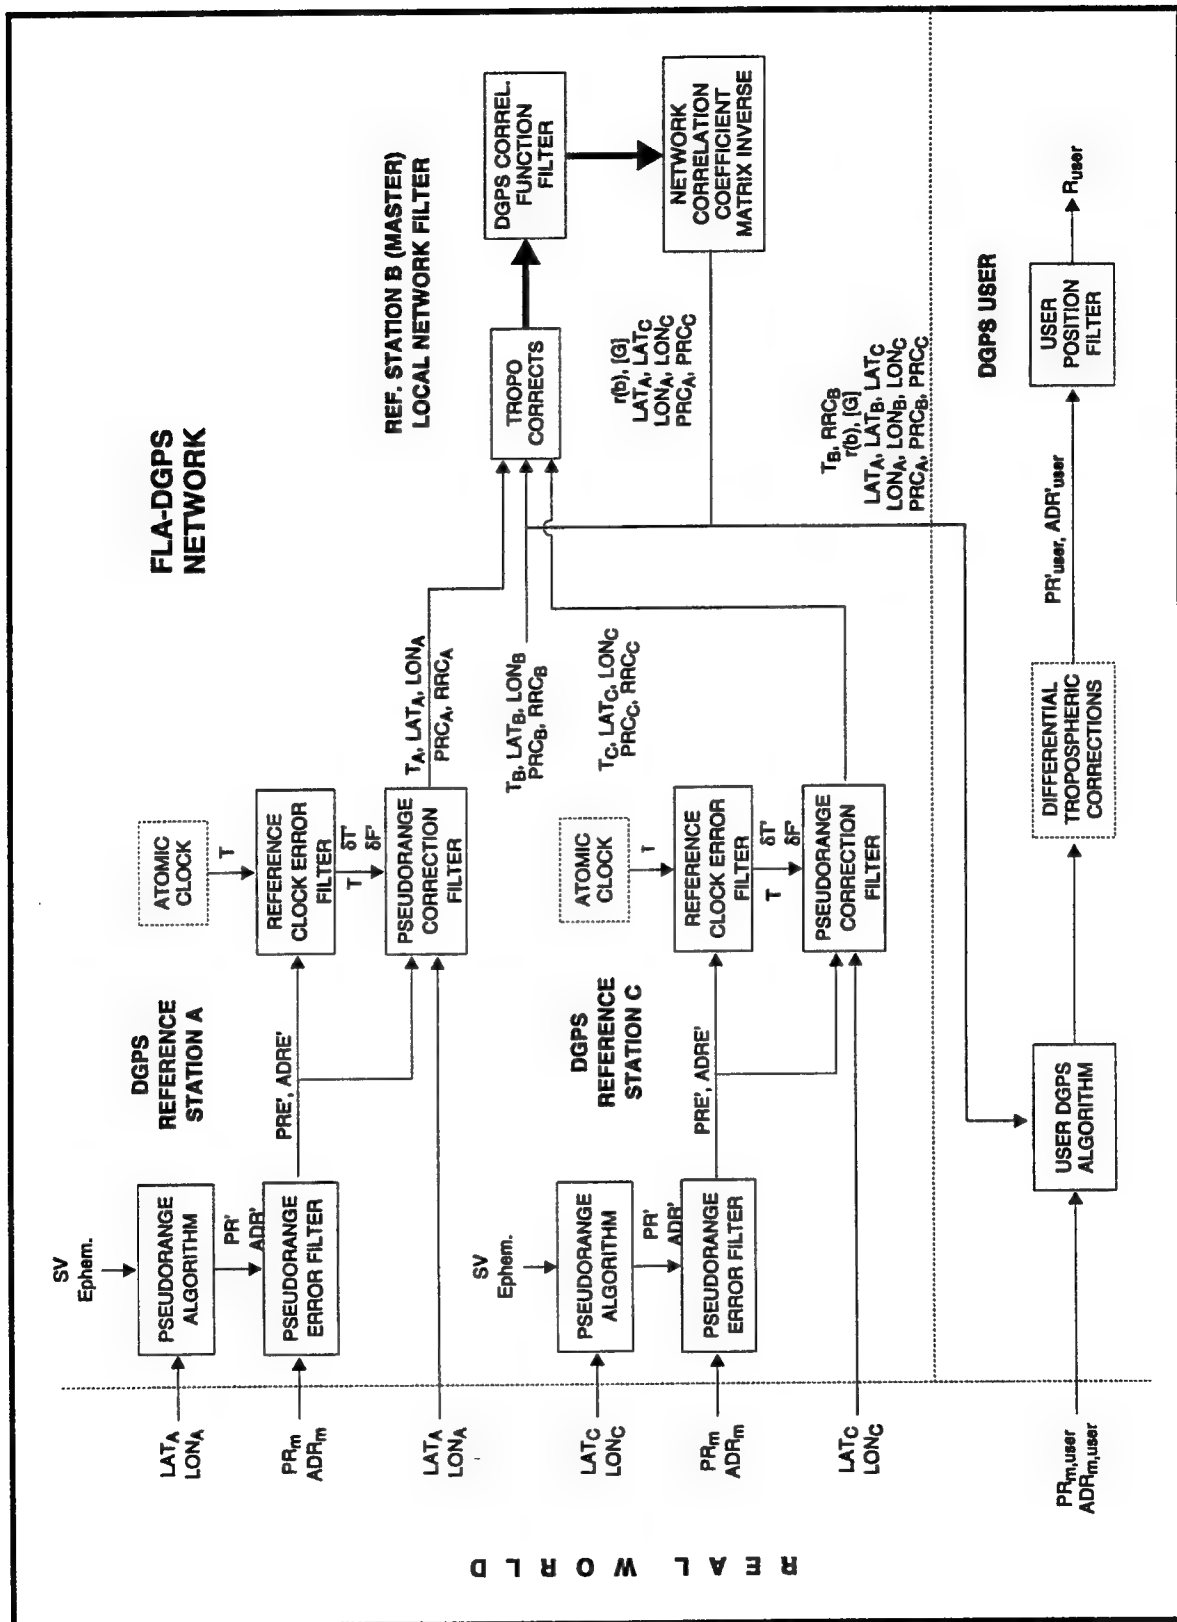 FLA-DGPS
NETWORK
REF. STATION B (MASTER)
LOCAL NETWORK FILTER
DGPS
REFERENCE
STATION A
SV
Ephem.
LATA
LONA
PSEUDORANGE
ALGORITHM
PR'
ADR'
PRm
ADRm
PSEUDORANGE
ERROR FILTER
PRE', ADRE'
ATOMIC
CLOCK
T
REFERENCE
CLOCK ERROR
FILTER
T
δT'
δF'
LATA
LONA
PSEUDORANGE
CORRECTION
FILTER
TA, LATA, LONA
PRCA, RRCA
TB, LATB, LONB
PRCB, RRCB
TC, LATC, LONC
PRCC, RRCC
TROPO
CORRECTS
DGPS CORREL.
FUNCTION
FILTER
NETWORK
CORRELATION
COEFFICIENT
MATRIX INVERSE
r(b), [G]
LATA, LATC
LONA, LONC
PRCA, PRCC
DGPS
REFERENCE
STATION C
SV
Ephem.
LATC
LONC
PSEUDORANGE
ALGORITHM
PR'
ADR'
PRm
ADRm
PSEUDORANGE
ERROR FILTER
PRE', ADRE'
ATOMIC
CLOCK
T
REFERENCE
CLOCK ERROR
FILTER
T
δT'
δF'
LATC
LONC
PSEUDORANGE
CORRECTION
FILTER
TB, RRCB
r(b), [G]
LATA, LATB, LATC
LONA, LONB, LONC
PRCA, PRCB, PRCC
DGPS USER
PRm,user
ADRm,user
USER DGPS
ALGORITHM
DIFFERENTIAL
TROPOSPHERIC
CORRECTIONS
PR'user, ADR'user
USER
POSITION
FILTER
Ruser
REAL WORLD